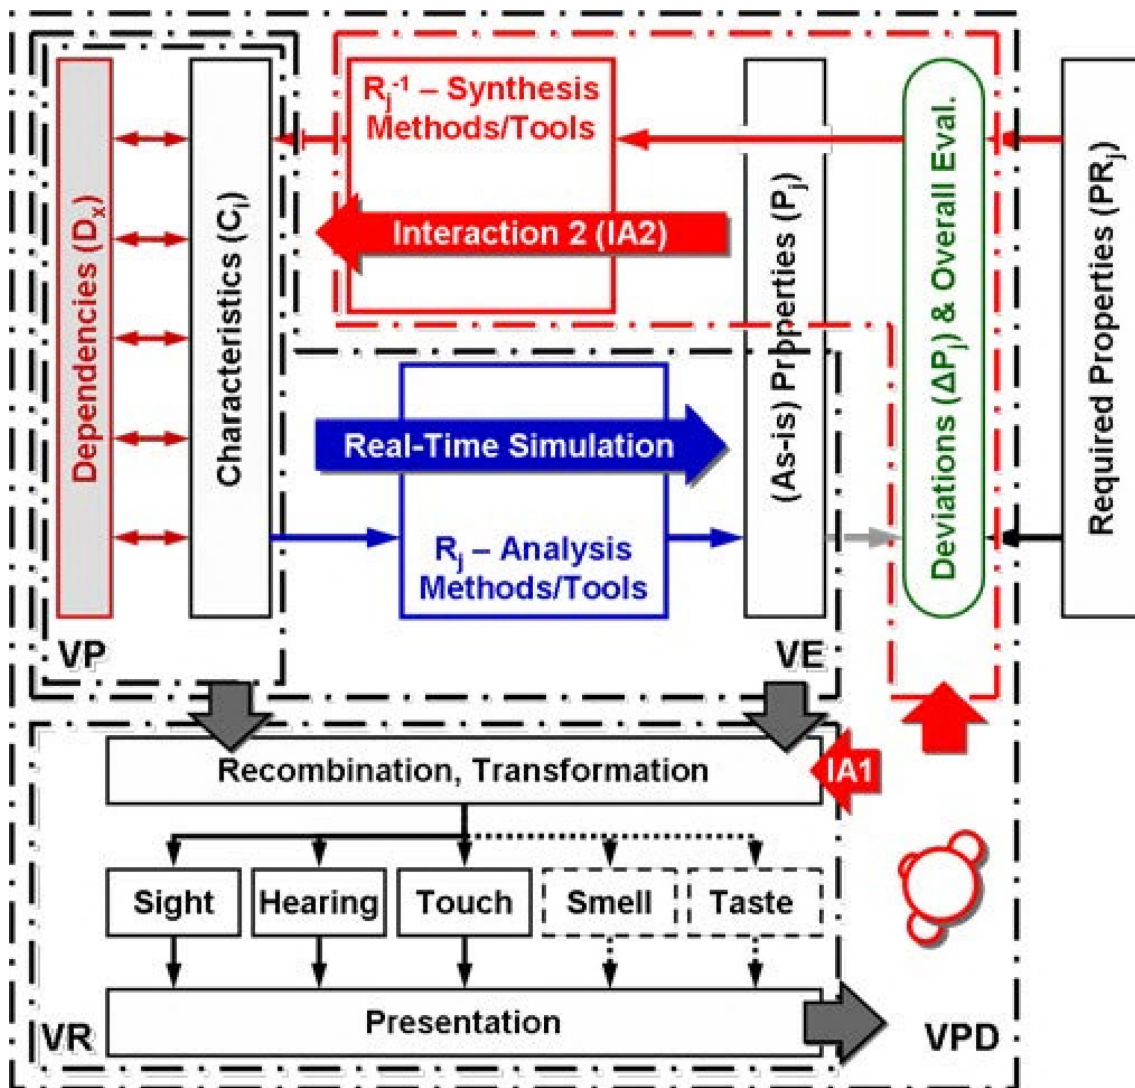 Dependencies (Dₓ)
Characteristics (Cᵢ)
Rⱼ⁻¹ – Synthesis
Methods/Tools
Interaction 2 (IA2)
Real-Time Simulation
Rⱼ – Analysis
Methods/Tools
(As-is) Properties (Pⱼ)
Deviations (ΔPⱼ) & Overall Eval.
Required Properties (PRⱼ)
VP
VE
Recombination, Transformation
IA1
Sight
Hearing
Touch
Smell
Taste
Presentation
VR
VPD